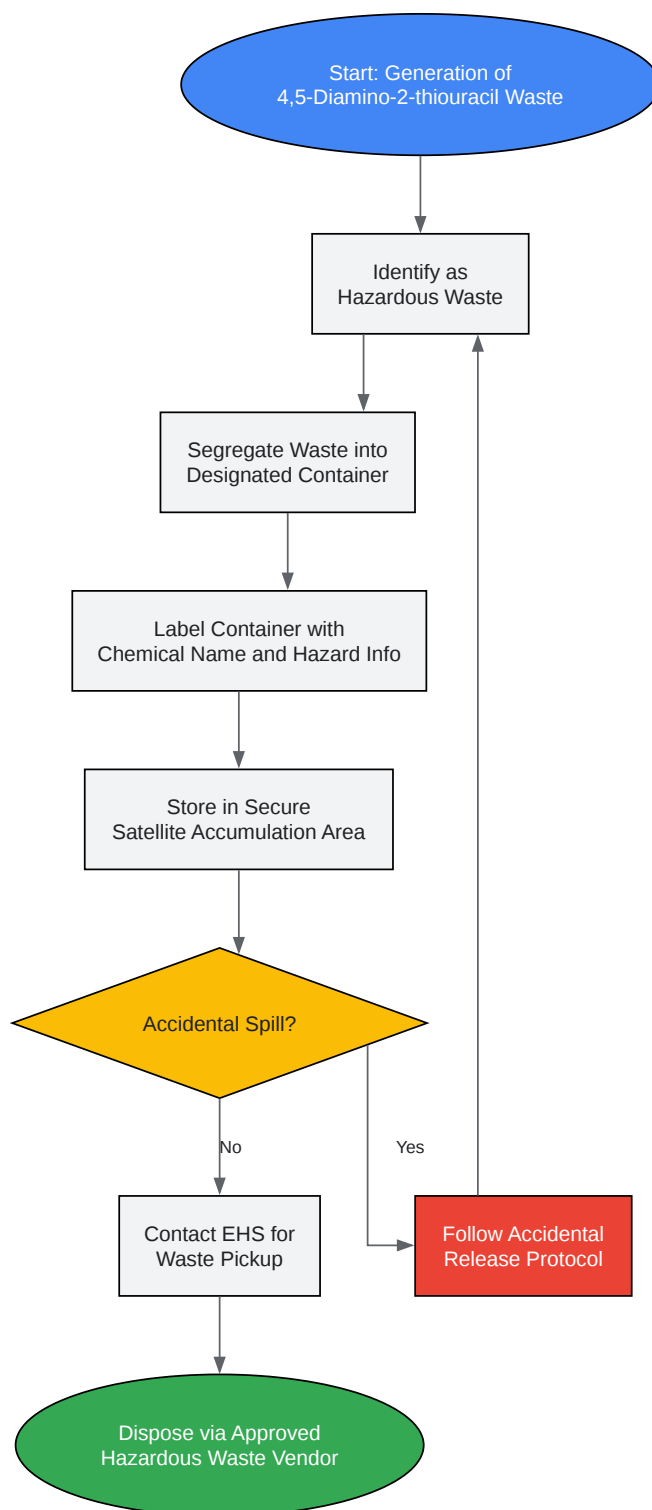 Start: Generation of
4,5-Diamino-2-thiouracil Waste
Identify as
Hazardous Waste
Segregate Waste into
Designated Container
Label Container with
Chemical Name and Hazard Info
Store in Secure
Satellite Accumulation Area
Accidental Spill?
No
Yes
Contact EHS for
Waste Pickup
Follow Accidental
Release Protocol
Dispose via Approved
Hazardous Waste Vendor